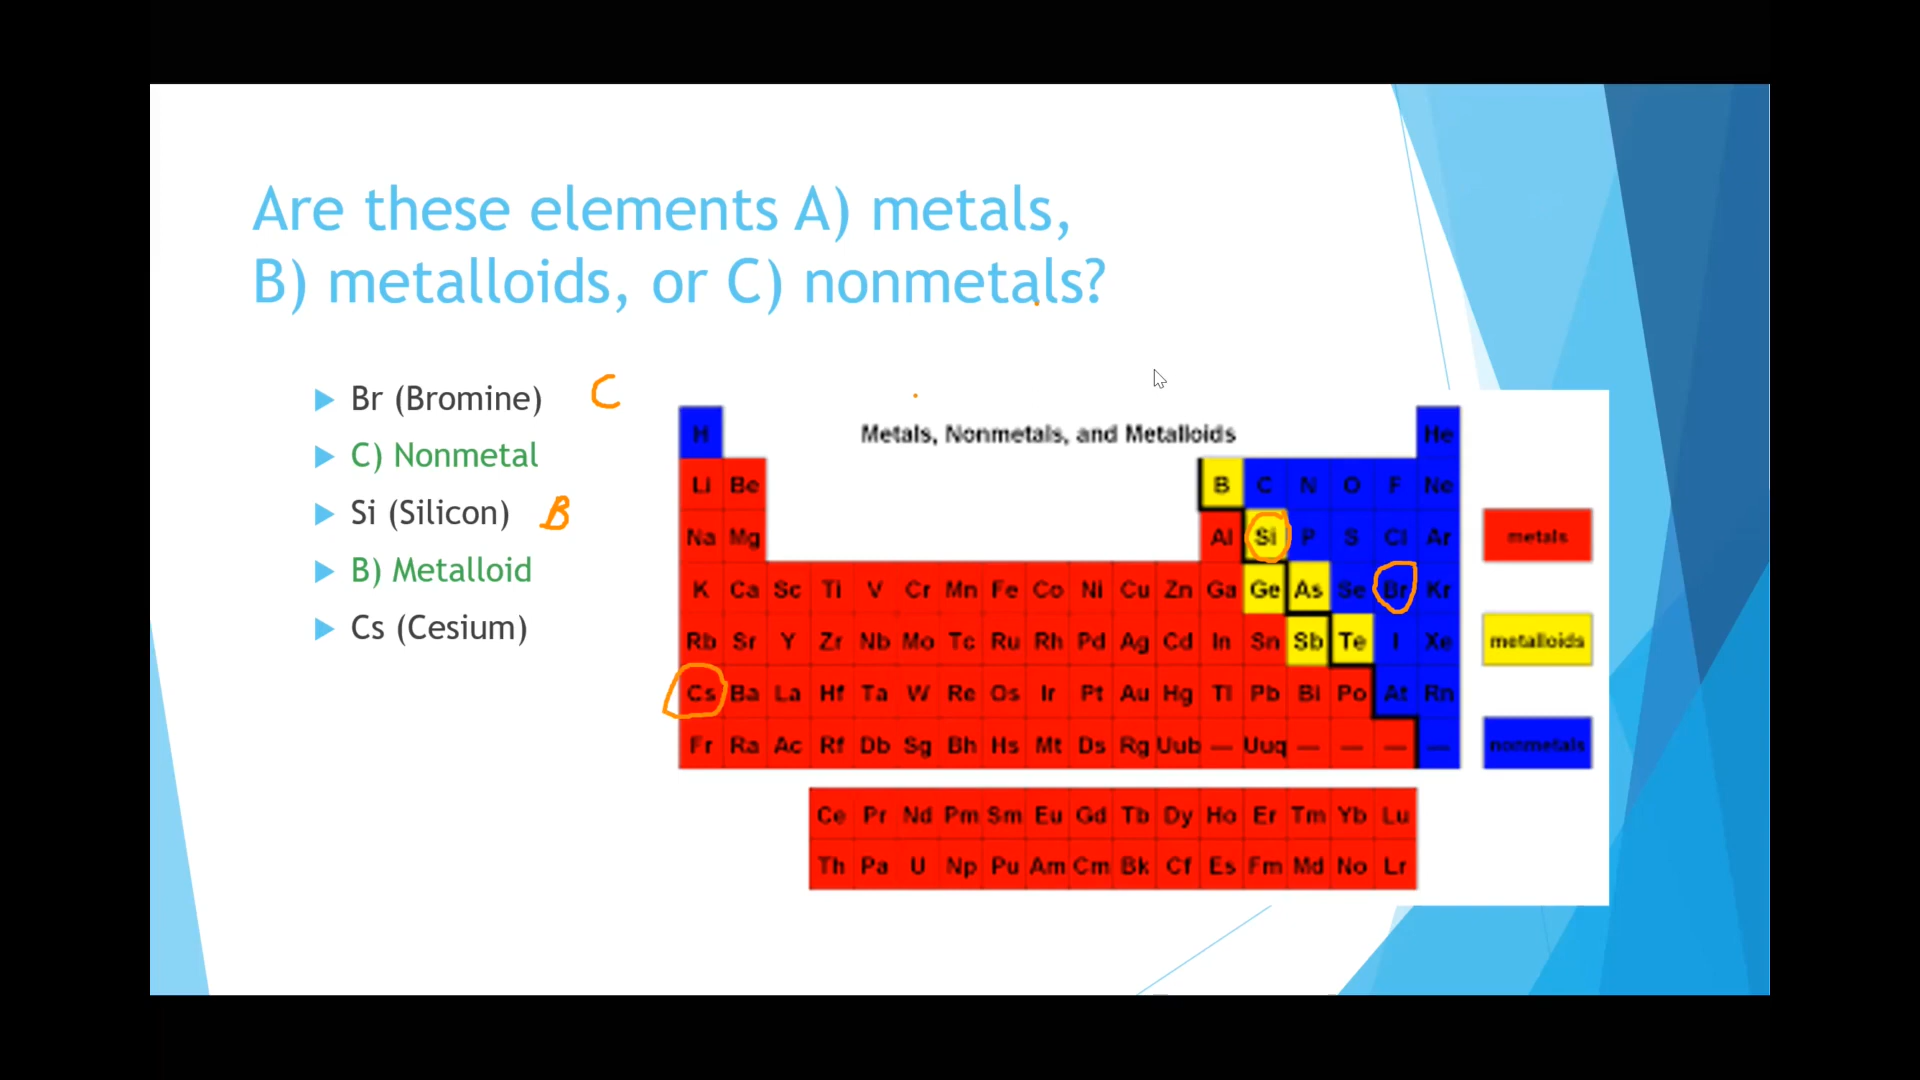 Are these elements A) metals,
B) metalloids, or C) nonmetals?
Br (Bromine) C
C) Nonmetal
Si (Silicon) B
B) Metalloid
Cs (Cesium)
Metals, Nonmetals, and Metalloids
H He
Li Be B C N O F Ne
Na Mg Al Si P S Cl Ar
K Ca Sc Ti V Cr Mn Fe Co Ni Cu Zn Ga Ge As Se Br Kr
Rb Sr Y Zr Nb Mo Tc Ru Rh Pd Ag Cd In Sn Sb Te I Xe
Cs Ba La Hf Ta W Re Os Ir Pt Au Hg Tl Pb Bi Po At Rn
Fr Ra Ac Rf Db Sg Bh Hs Mt Ds Rg Uub — Uuq — — — —
Ce Pr Nd Pm Sm Eu Gd Tb Dy Ho Er Tm Yb Lu
Th Pa U Np Pu Am Cm Bk Cf Es Fm Md No Lr
metals
metalloids
nonmetals